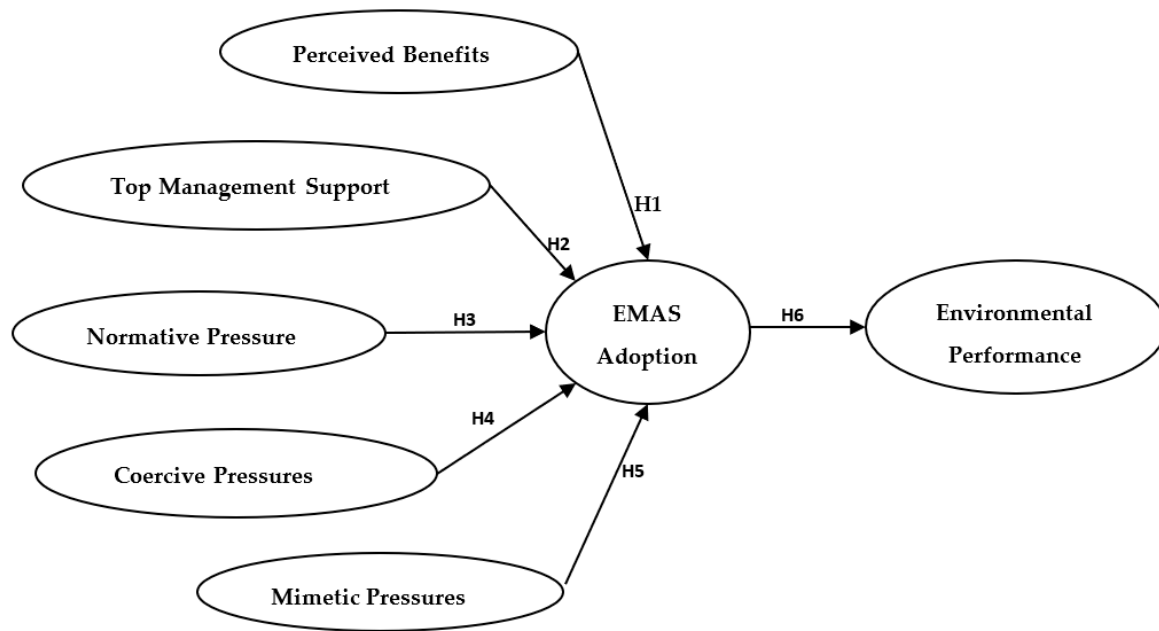 Perceived Benefits
Top Management Support
H1
H2
Normative Pressure
H3
EMAS
Adoption
H6
Environmental
Performance
H4
Coercive Pressures
H5
Mimetic Pressures